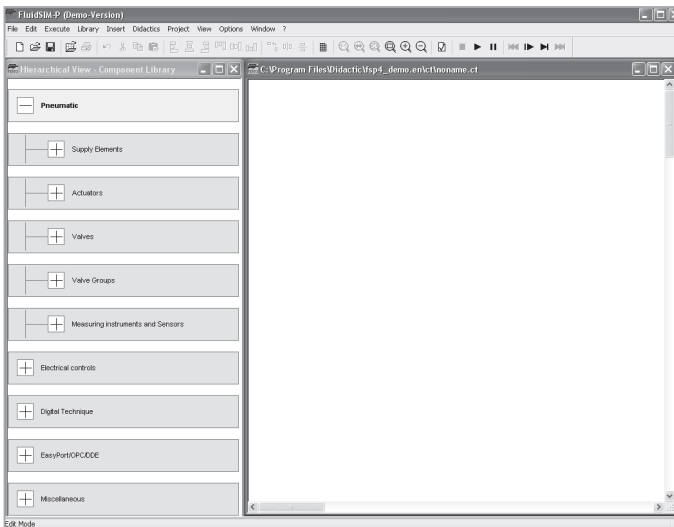 FluidSIM-P (Demo-Version)
File Edit Execute Library Insert Didactics Project View Options Window ?
Hierarchical View - Component Library
C:\Program Files\Didactic\fsp4_demo.en\ct\noname.ct
Pneumatic
Supply Elements
Actuators
Valves
Valve Groups
Measuring instruments and Sensors
Electrical controls
Digital Technique
EasyPort/OPC/DDE
Miscellaneous
Edit Mode